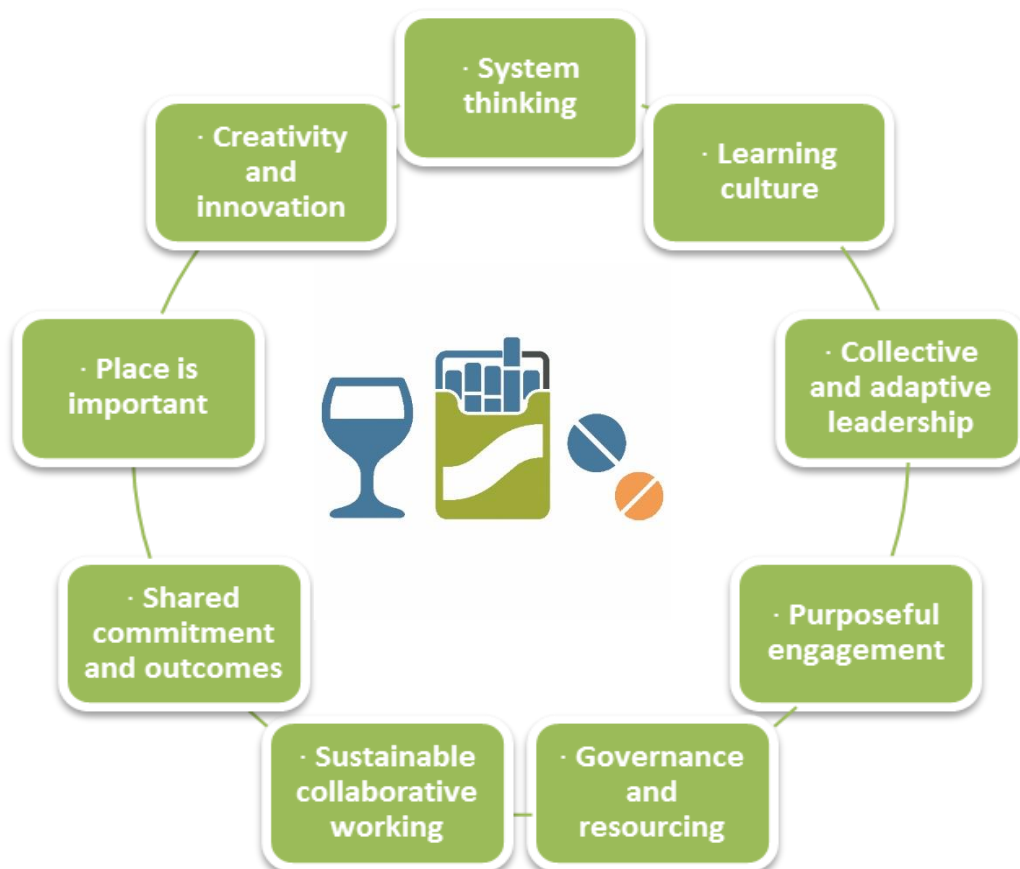 · System
thinking
· Learning
culture
· Collective
and adaptive
leadership
· Purposeful
engagement
· Governance
and
resourcing
· Sustainable
collaborative
working
· Shared
commitment
and outcomes
· Place is
important
· Creativity
and
innovation